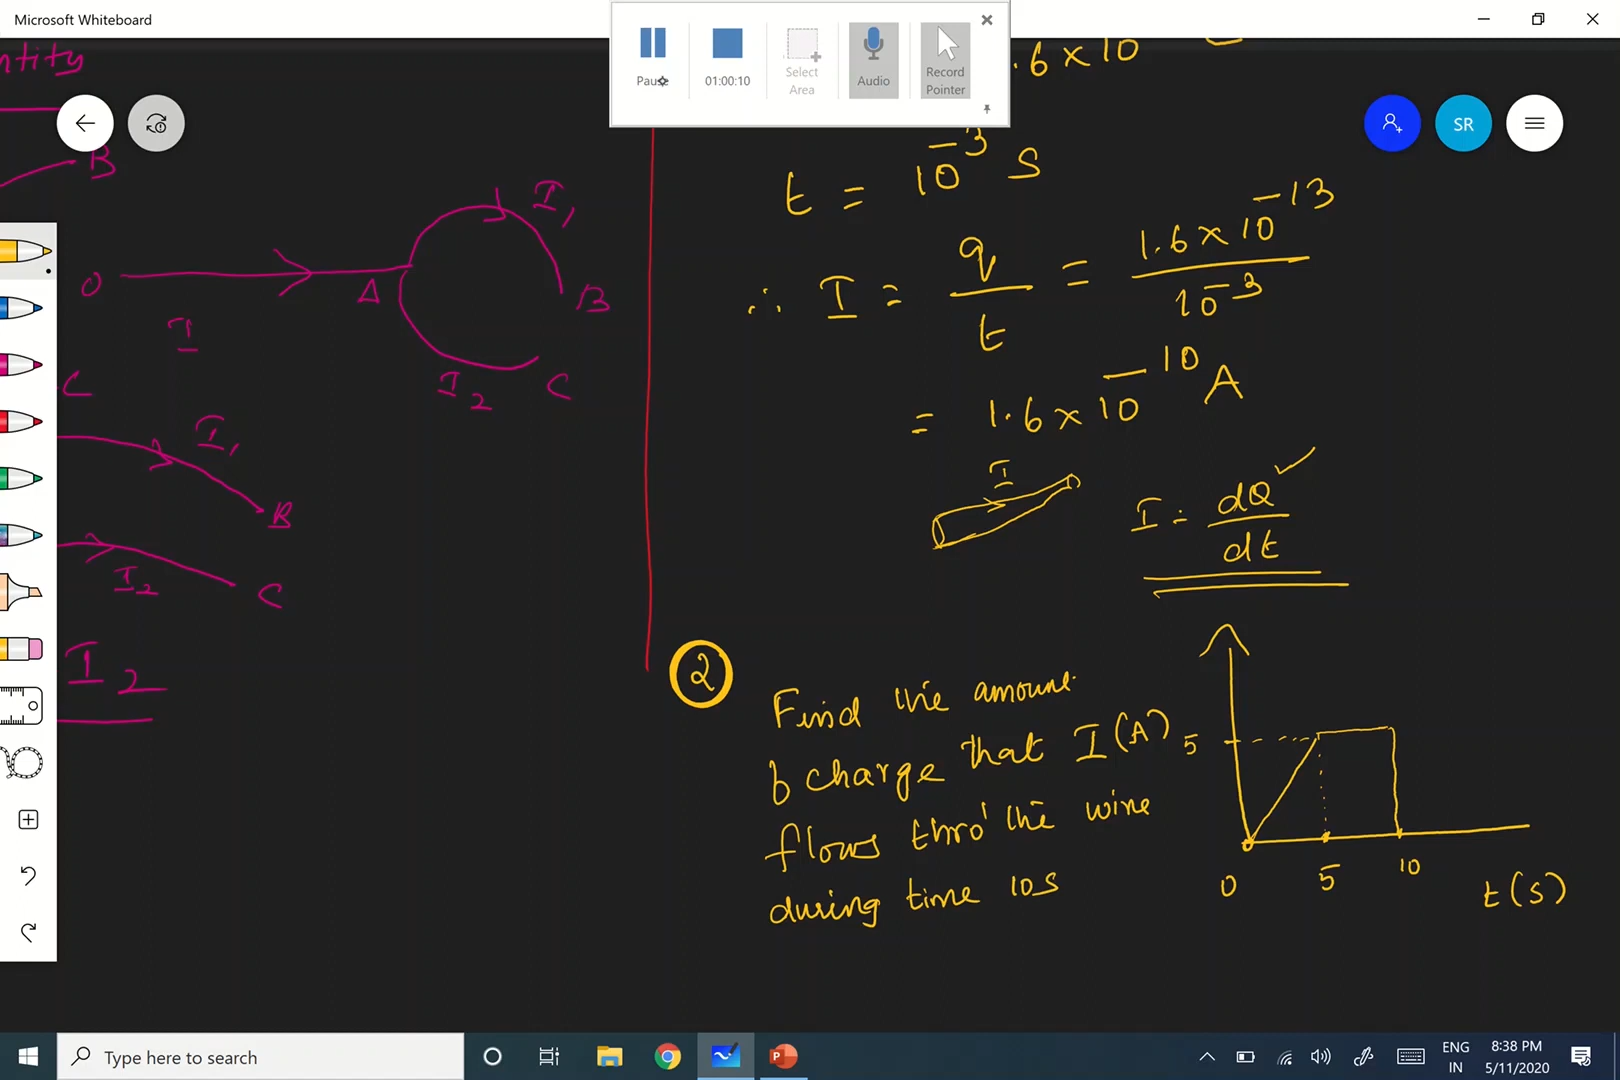 Microsoft Whiteboard
Pause
01:00:10
Select Area
Audio
Record Pointer
SR
ntity
B
O
A
I
I₁
B
I₂
C
C
I₁
B
I₂
C
I₂
.6 × 10
t = 10⁻³ S
∴ I = q/t = 1.6 × 10⁻¹³ / 10⁻³
= 1.6 × 10⁻¹⁰ A
I
I = dQ/dt ✓
2
Find the amount
of charge that
flows thro' the wire
during time 10s
I (A)
5
0 5 10
t (s)
Type here to search
ENG
IN
8:38 PM
5/11/2020